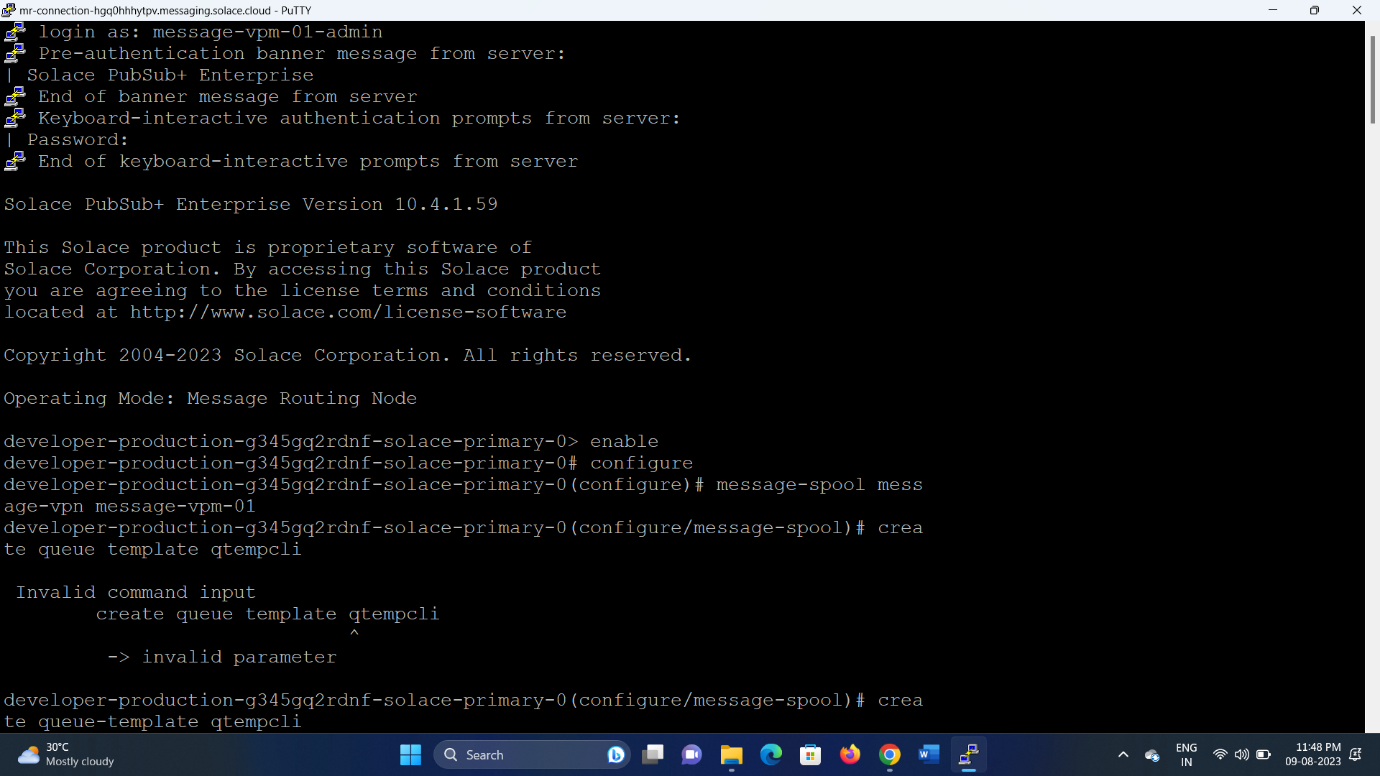 mr-connection-hgq0hhhytpv.messaging.solace.cloud - PuTTY
login as: message-vpm-01-admin
Pre-authentication banner message from server:
| Solace PubSub+ Enterprise
End of banner message from server
Keyboard-interactive authentication prompts from server:
| Password:
End of keyboard-interactive prompts from server
Solace PubSub+ Enterprise Version 10.4.1.59
This Solace product is proprietary software of
Solace Corporation. By accessing this Solace product
you are agreeing to the license terms and conditions
located at http://www.solace.com/license-software
Copyright 2004-2023 Solace Corporation. All rights reserved.
Operating Mode: Message Routing Node
developer-production-g345gq2rdnf-solace-primary-0> enable
developer-production-g345gq2rdnf-solace-primary-0# configure
developer-production-g345gq2rdnf-solace-primary-0(configure)# message-spool mess
age-vpn message-vpm-01
developer-production-g345gq2rdnf-solace-primary-0(configure/message-spool)# crea
te queue template qtempcli
Invalid command input
create queue template qtempcli
^
-> invalid parameter
developer-production-g345gq2rdnf-solace-primary-0(configure/message-spool)# crea
te queue-template qtempcli
30°C
Mostly cloudy
Search
ENG
IN
11:48 PM
09-08-2023